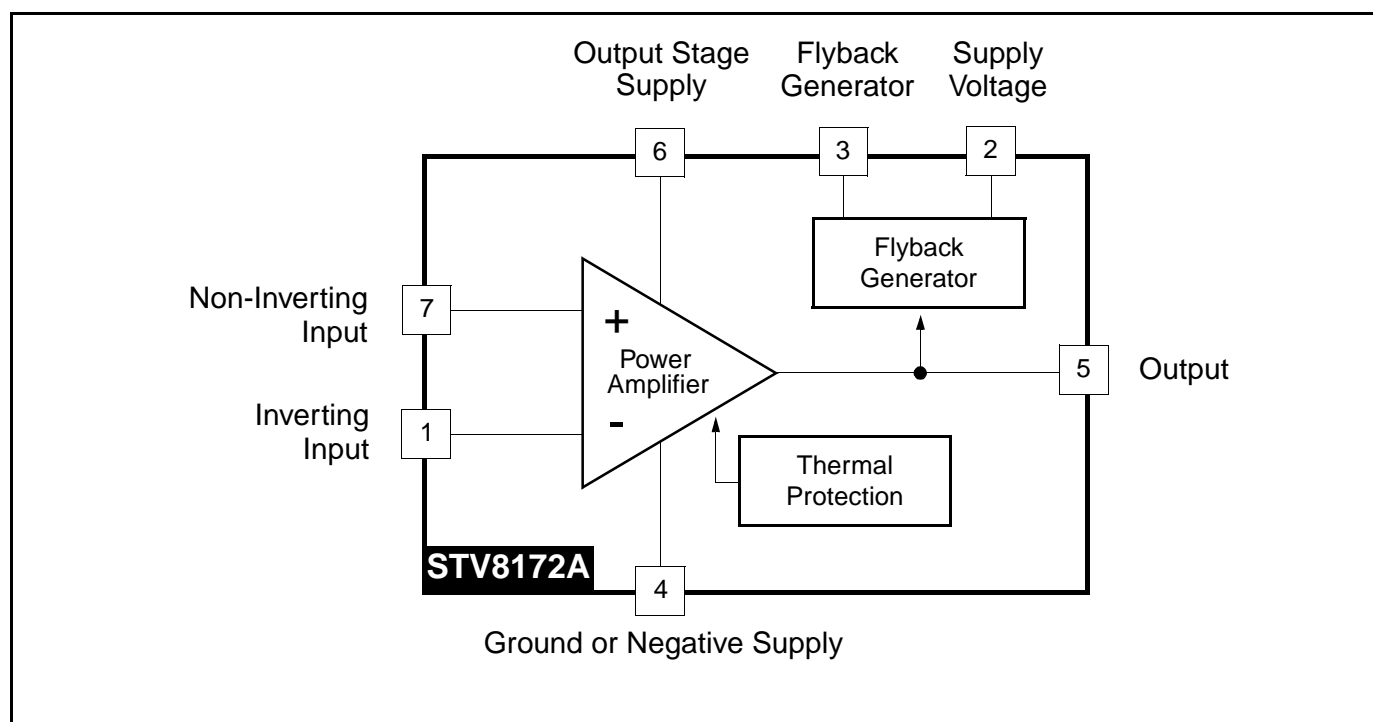 Output Stage
Supply
Flyback
Generator
Supply
Voltage
6
3
2
Flyback
Generator
Non-Inverting
Input
7
+
Power
Amplifier
5
Output
Inverting
Input
1
-
Thermal
Protection
STV8172A
4
Ground or Negative Supply